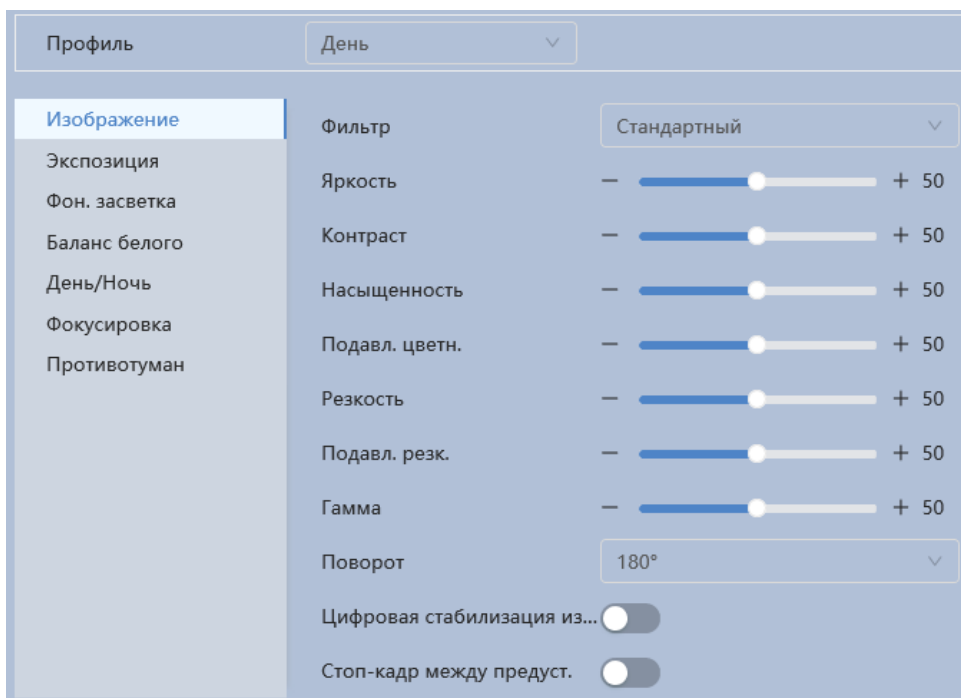 Профиль День
Изображение
Экспозиция
Фон. засветка
Баланс белого
День/Ночь
Фокусировка
Противотуман
Фильтр Стандартный
Яркость − + 50
Контраст − + 50
Насыщенность − + 50
Подавл. цветн. − + 50
Резкость − + 50
Подавл. резк. − + 50
Гамма − + 50
Поворот 180°
Цифровая стабилизация из...
Стоп-кадр между предуст.